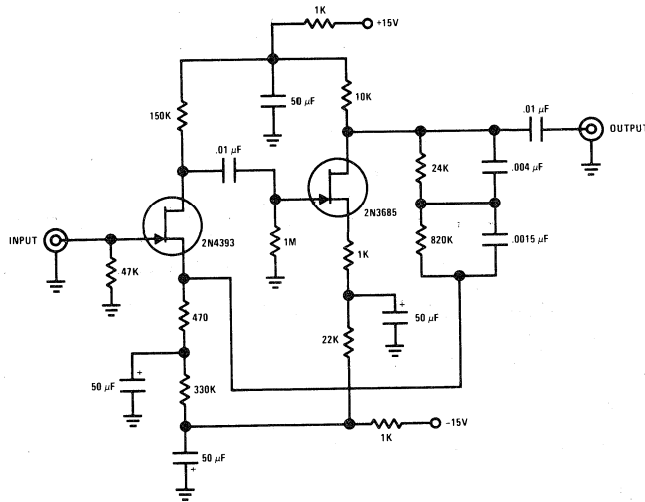 1K
+15V
150K
50 µF
10K
.01 µF
OUTPUT
.01 µF
24K
.004 µF
2N3685
INPUT
2N4393
1M
820K
.0015 µF
47K
1K
470
+
50 µF
22K
50 µF
+
330K
-15V
1K
50 µF
+